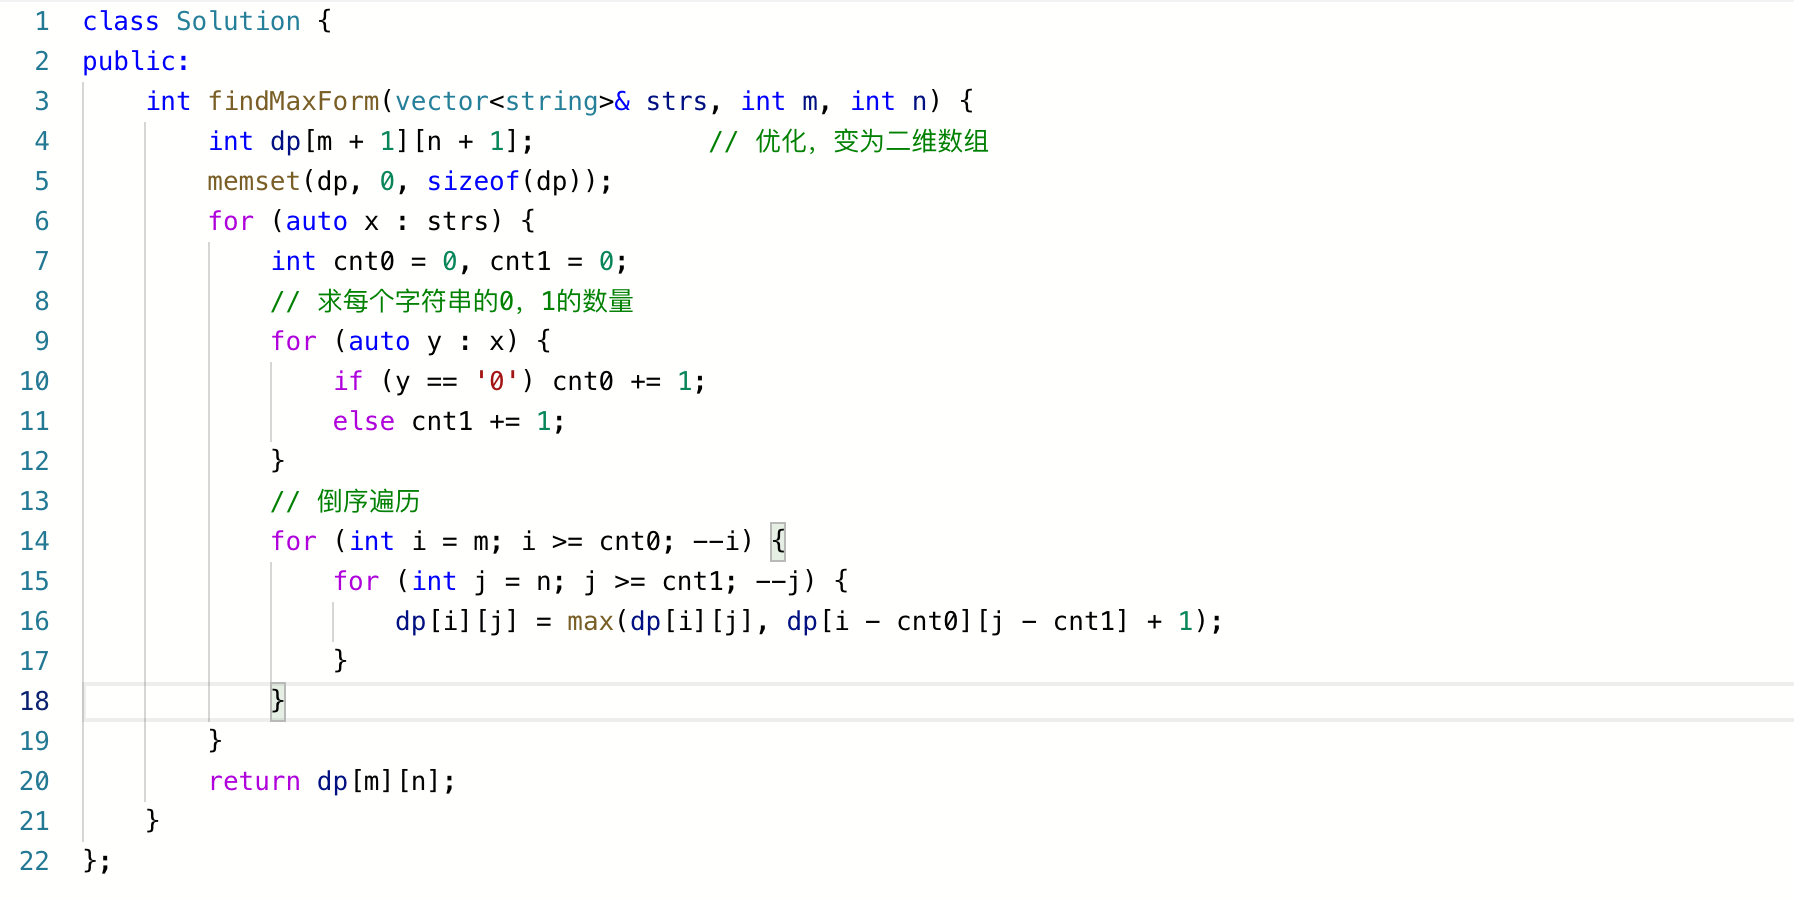 1 class Solution {
2 public:
3     int findMaxForm(vector<string>& strs, int m, int n) {
4         int dp[m + 1][n + 1];           // 优化，变为二维数组
5         memset(dp, 0, sizeof(dp));
6         for (auto x : strs) {
7             int cnt0 = 0, cnt1 = 0;
8             // 求每个字符串的0，1的数量
9             for (auto y : x) {
10                 if (y == '0') cnt0 += 1;
11                 else cnt1 += 1;
12             }
13             // 倒序遍历
14             for (int i = m; i >= cnt0; --i) {
15                 for (int j = n; j >= cnt1; --j) {
16                     dp[i][j] = max(dp[i][j], dp[i - cnt0][j - cnt1] + 1);
17                 }
18             }
19         }
20         return dp[m][n];
21     }
22 };